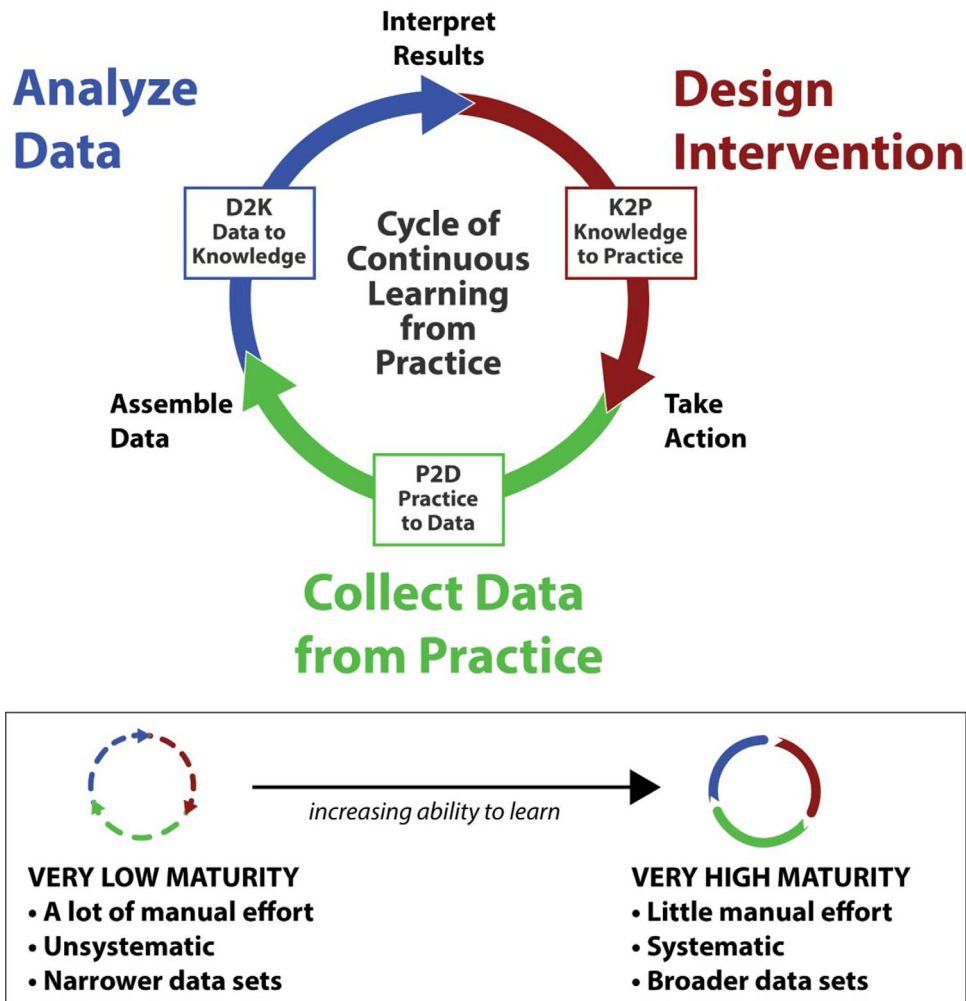 Interpret
Results
Analyze
Data
Design
Intervention
D2K
Data to
Knowledge
Cycle of
Continuous
Learning
from
Practice
K2P
Knowledge
to Practice
Assemble
Data
Take
Action
P2D
Practice
to Data
Collect Data
from Practice
increasing ability to learn
VERY LOW MATURITY
• A lot of manual effort
• Unsystematic
• Narrower data sets
VERY HIGH MATURITY
• Little manual effort
• Systematic
• Broader data sets